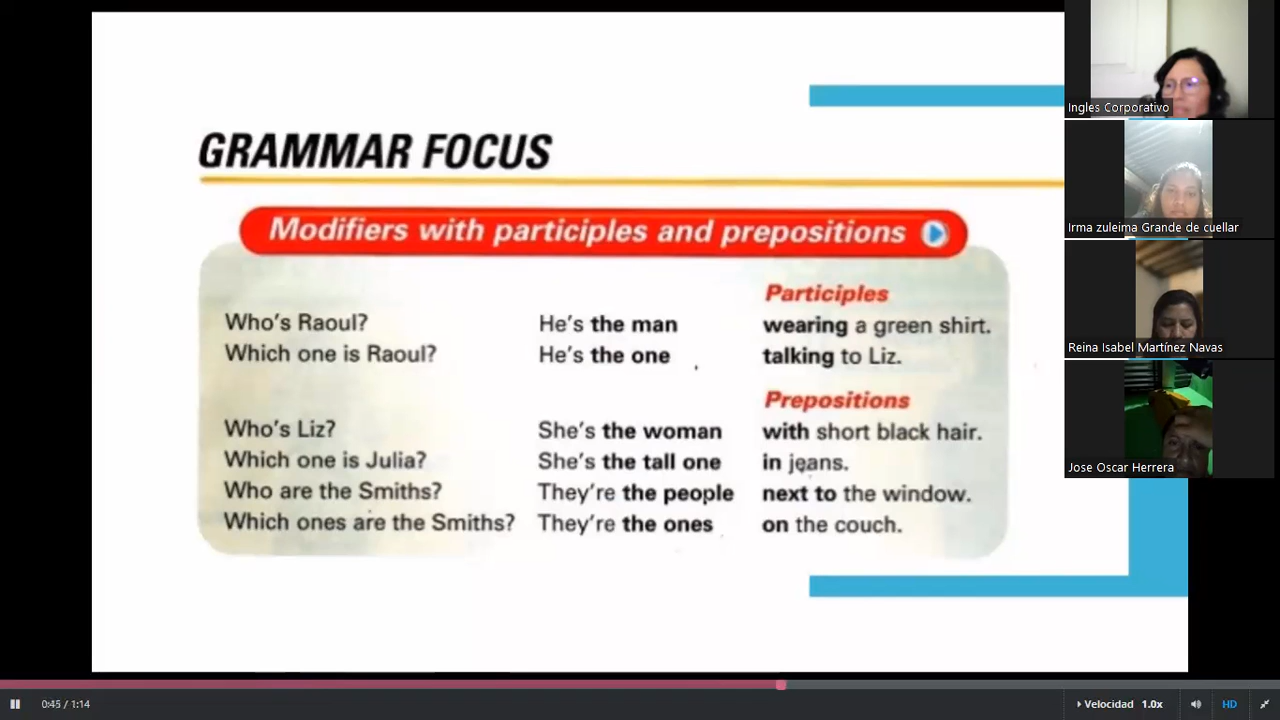 GRAMMAR FOCUS
Modifiers with participles and prepositions
Participles
Who's Raoul? He's the man wearing a green shirt.
Which one is Raoul? He's the one talking to Liz.
Prepositions
Who's Liz? She's the woman with short black hair.
Which one is Julia? She's the tall one in jeans.
Who are the Smiths? They're the people next to the window.
Which ones are the Smiths? They're the ones on the couch.
Ingles Corporativo
Irma zuleima Grande de cuellar
Reina Isabel Martínez Navas
Jose Oscar Herrera
0:45 / 1:14
Velocidad 1.0x
HD